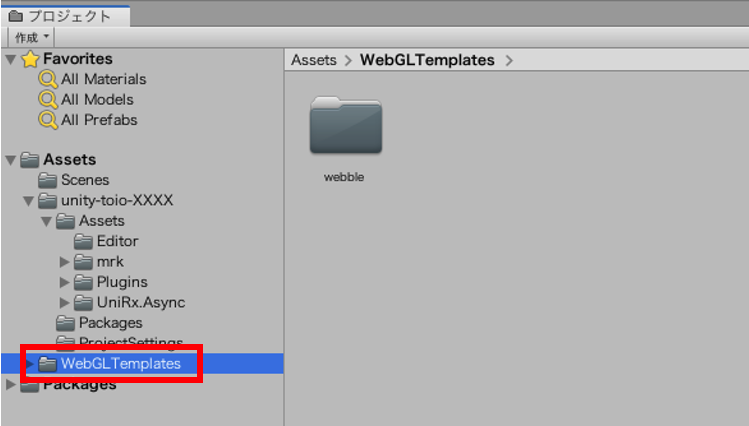 プロジェクト
作成
Favorites
All Materials
All Models
All Prefabs
Assets
Scenes
unity-toio-XXXX
Assets
Editor
mrk
Plugins
UniRx.Async
Packages
ProjectSettings
WebGLTemplates
Packages
Assets > WebGLTemplates >
webble